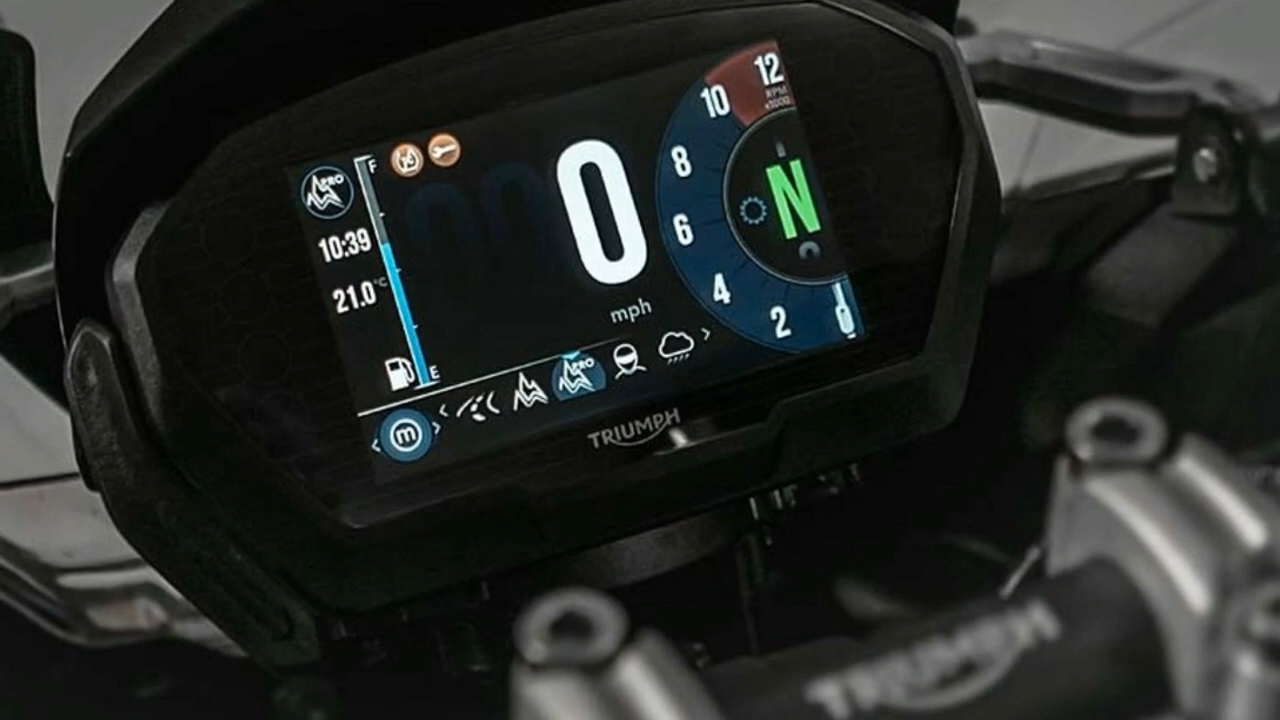 PRO
10:39
21.0°C
F
E
0
mph
12
RPM
x1000
10
8
6
4
2
N
m
PRO
TRIUMPH
TRIUMPH